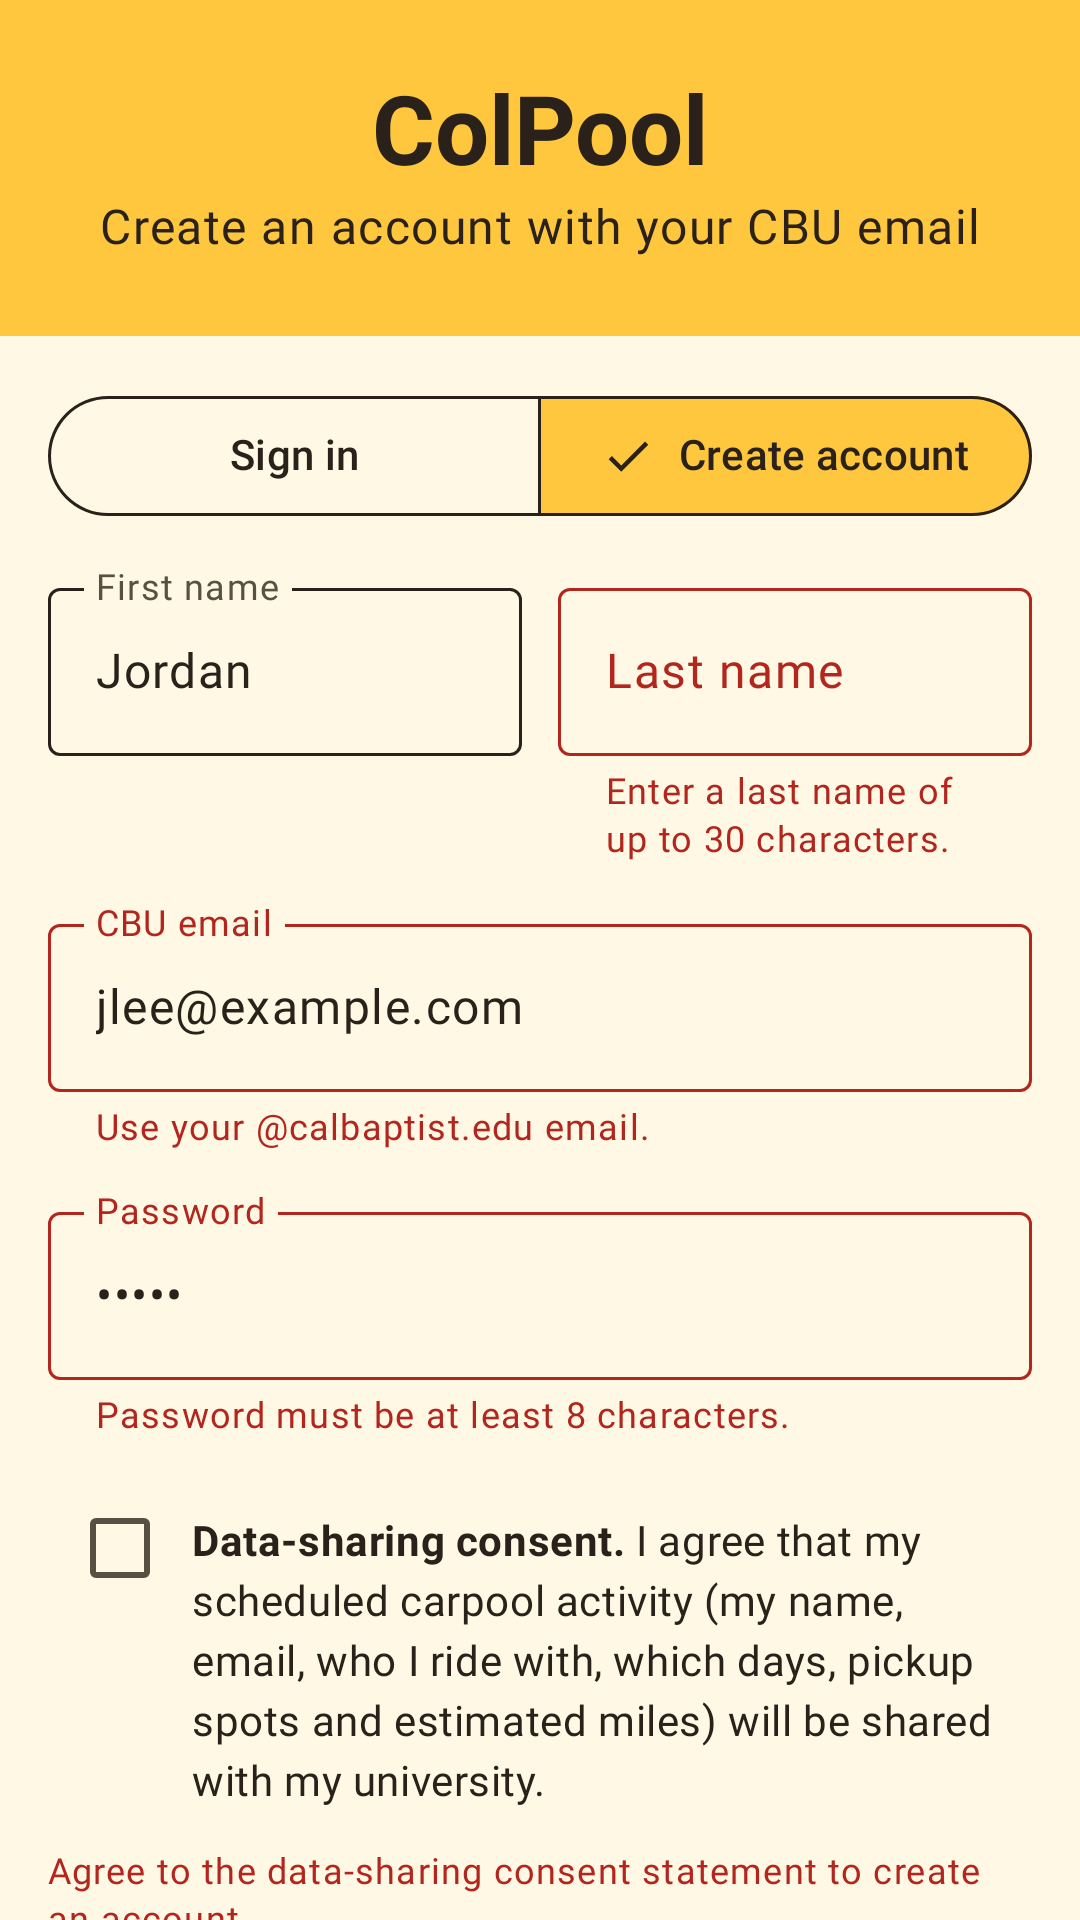 ColPool
Create an account with your CBU email
Sign in
Create account
First name
Jordan
Last name
Enter a last name of
up to 30 characters.
CBU email
jlee@example.com
Use your @calbaptist.edu email.
Password
•••••
Password must be at least 8 characters.
Data-sharing consent. I agree that my
scheduled carpool activity (my name,
email, who I ride with, which days, pickup
spots and estimated miles) will be shared
with my university.
Agree to the data-sharing consent statement to create
an account